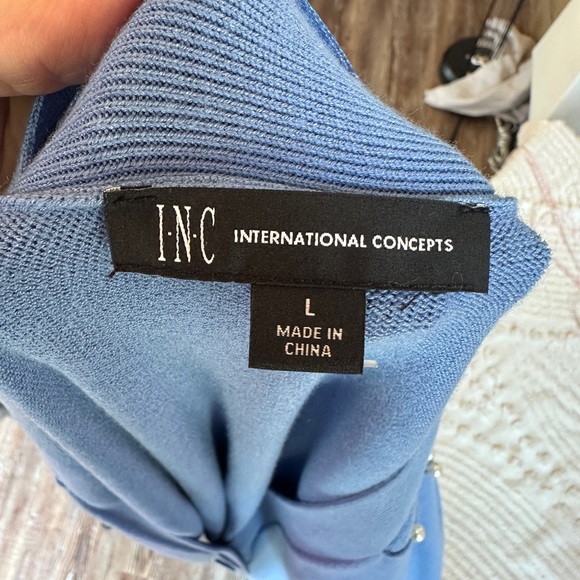 I·N·C INTERNATIONAL CONCEPTS
L
MADE IN
CHINA